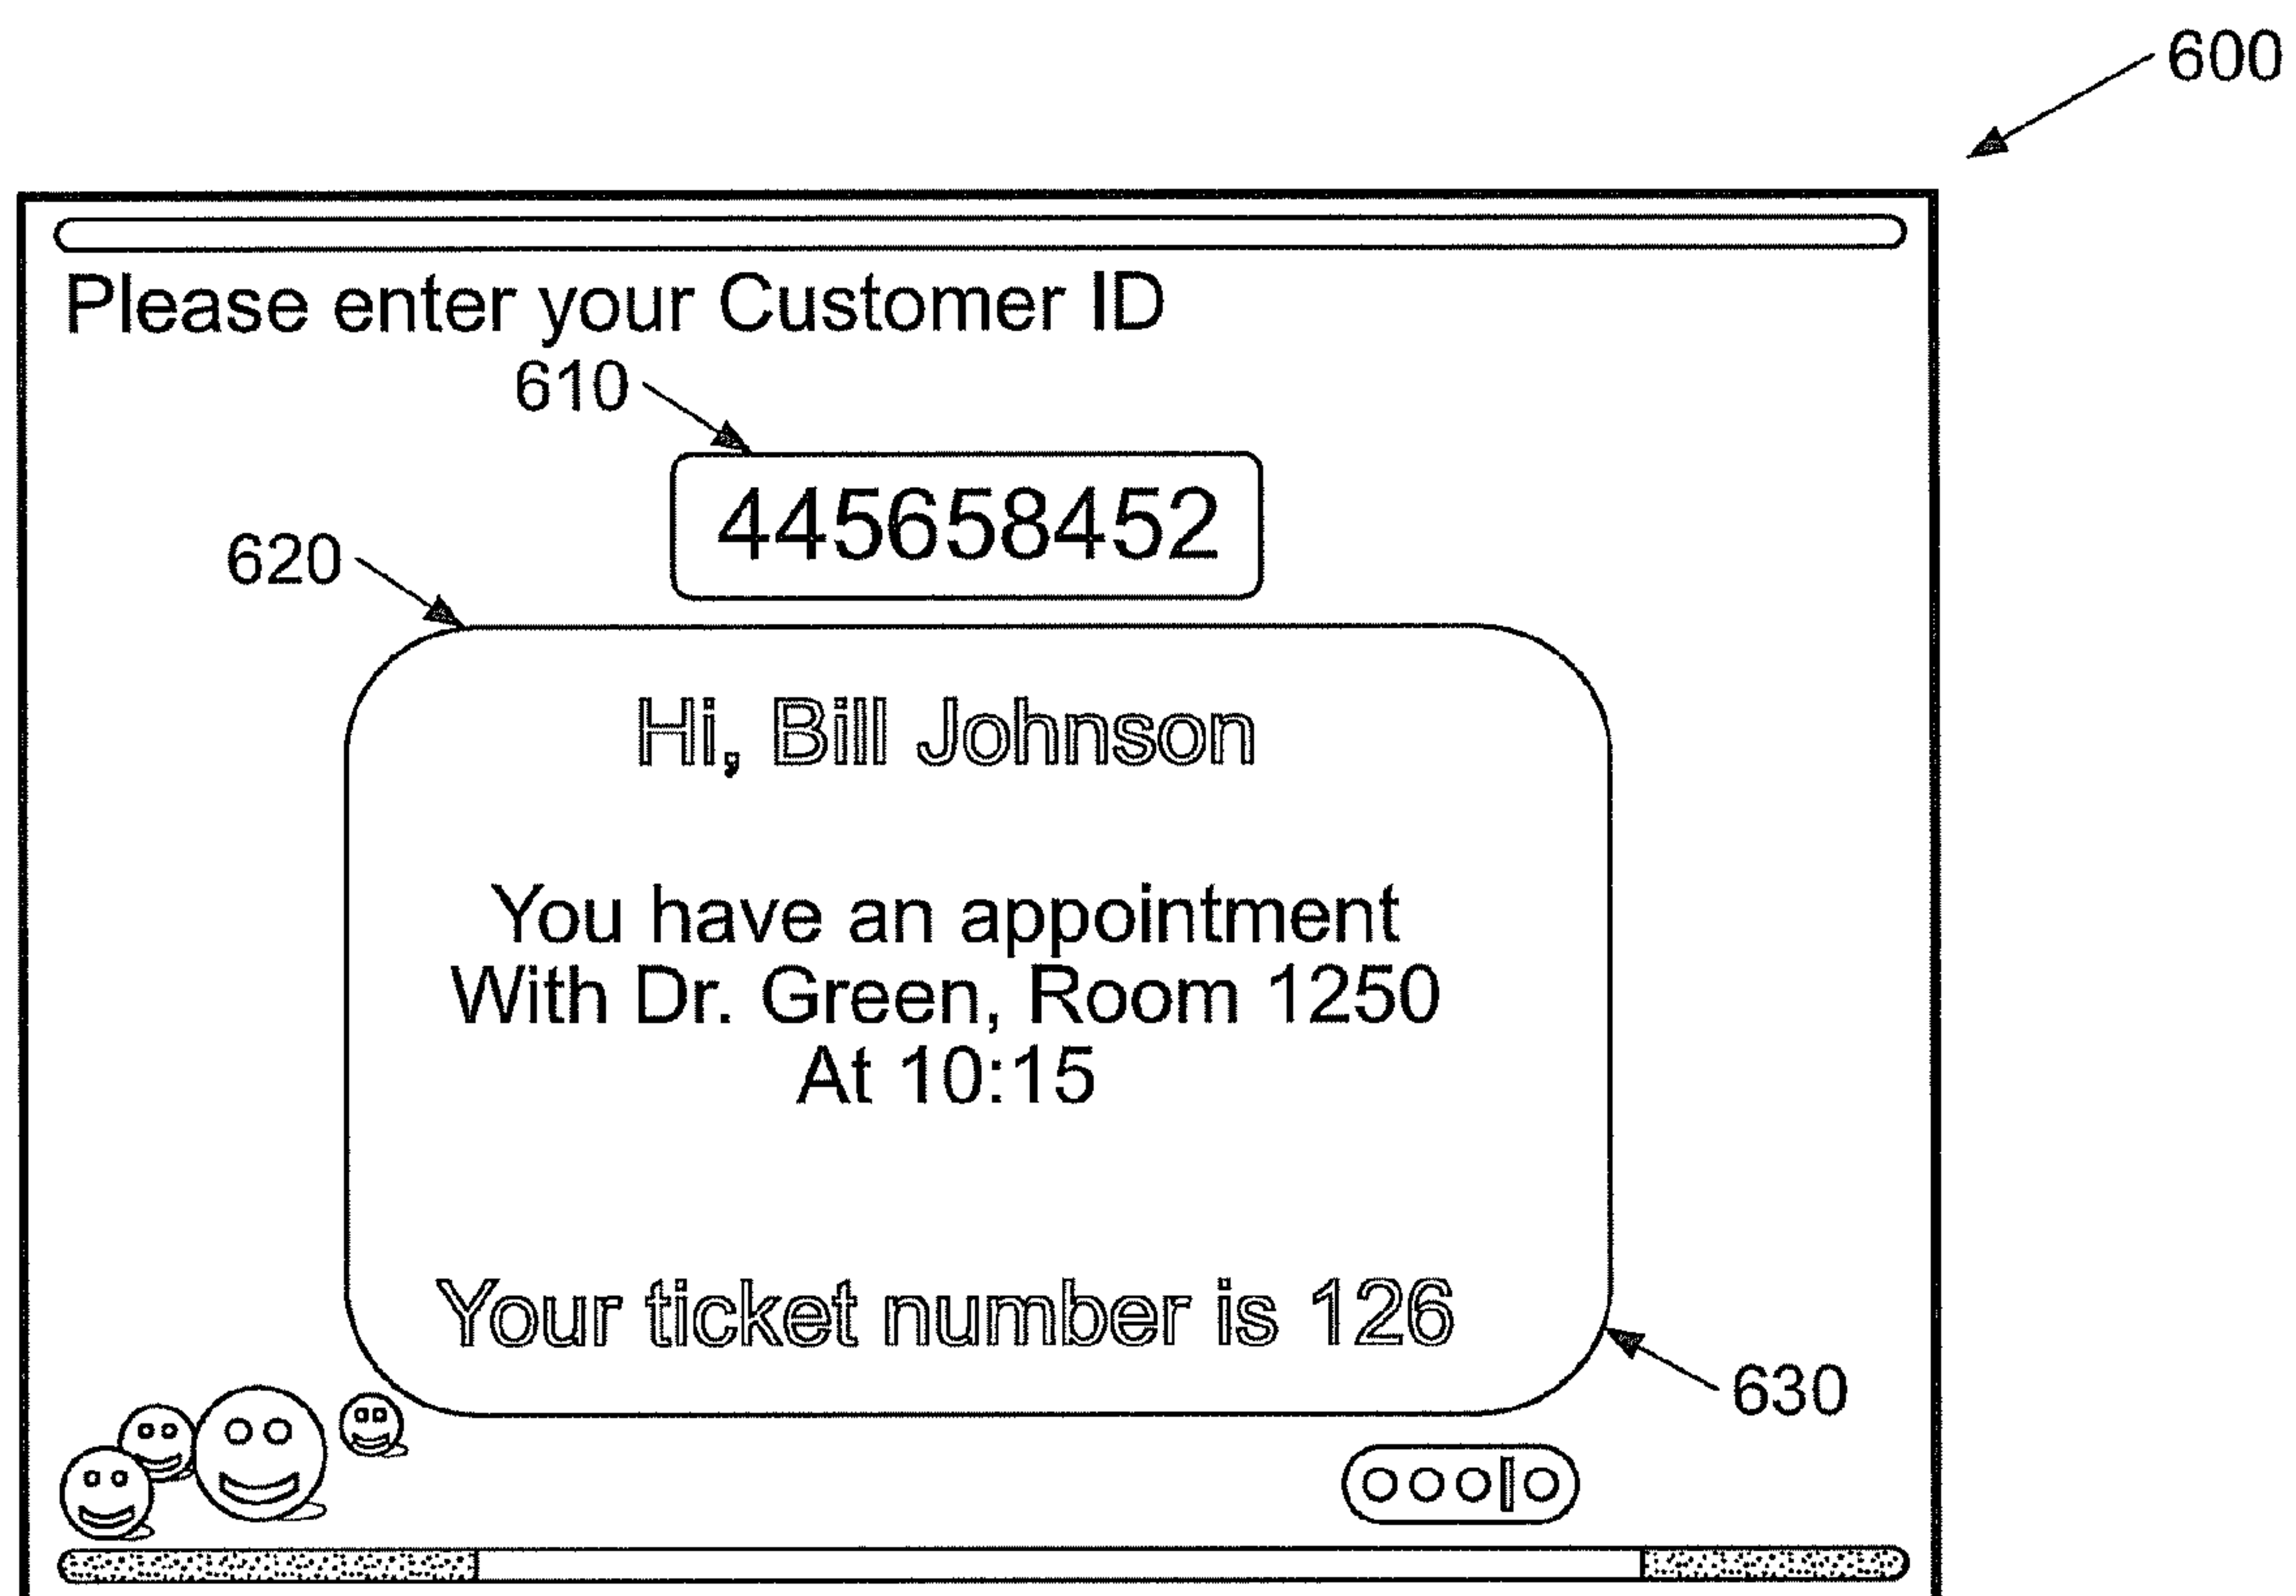 600
Please enter your Customer ID
610
445658452
620
Hi, Bill Johnson
You have an appointment
With Dr. Green, Room 1250
At 10:15
Your ticket number is 126
630